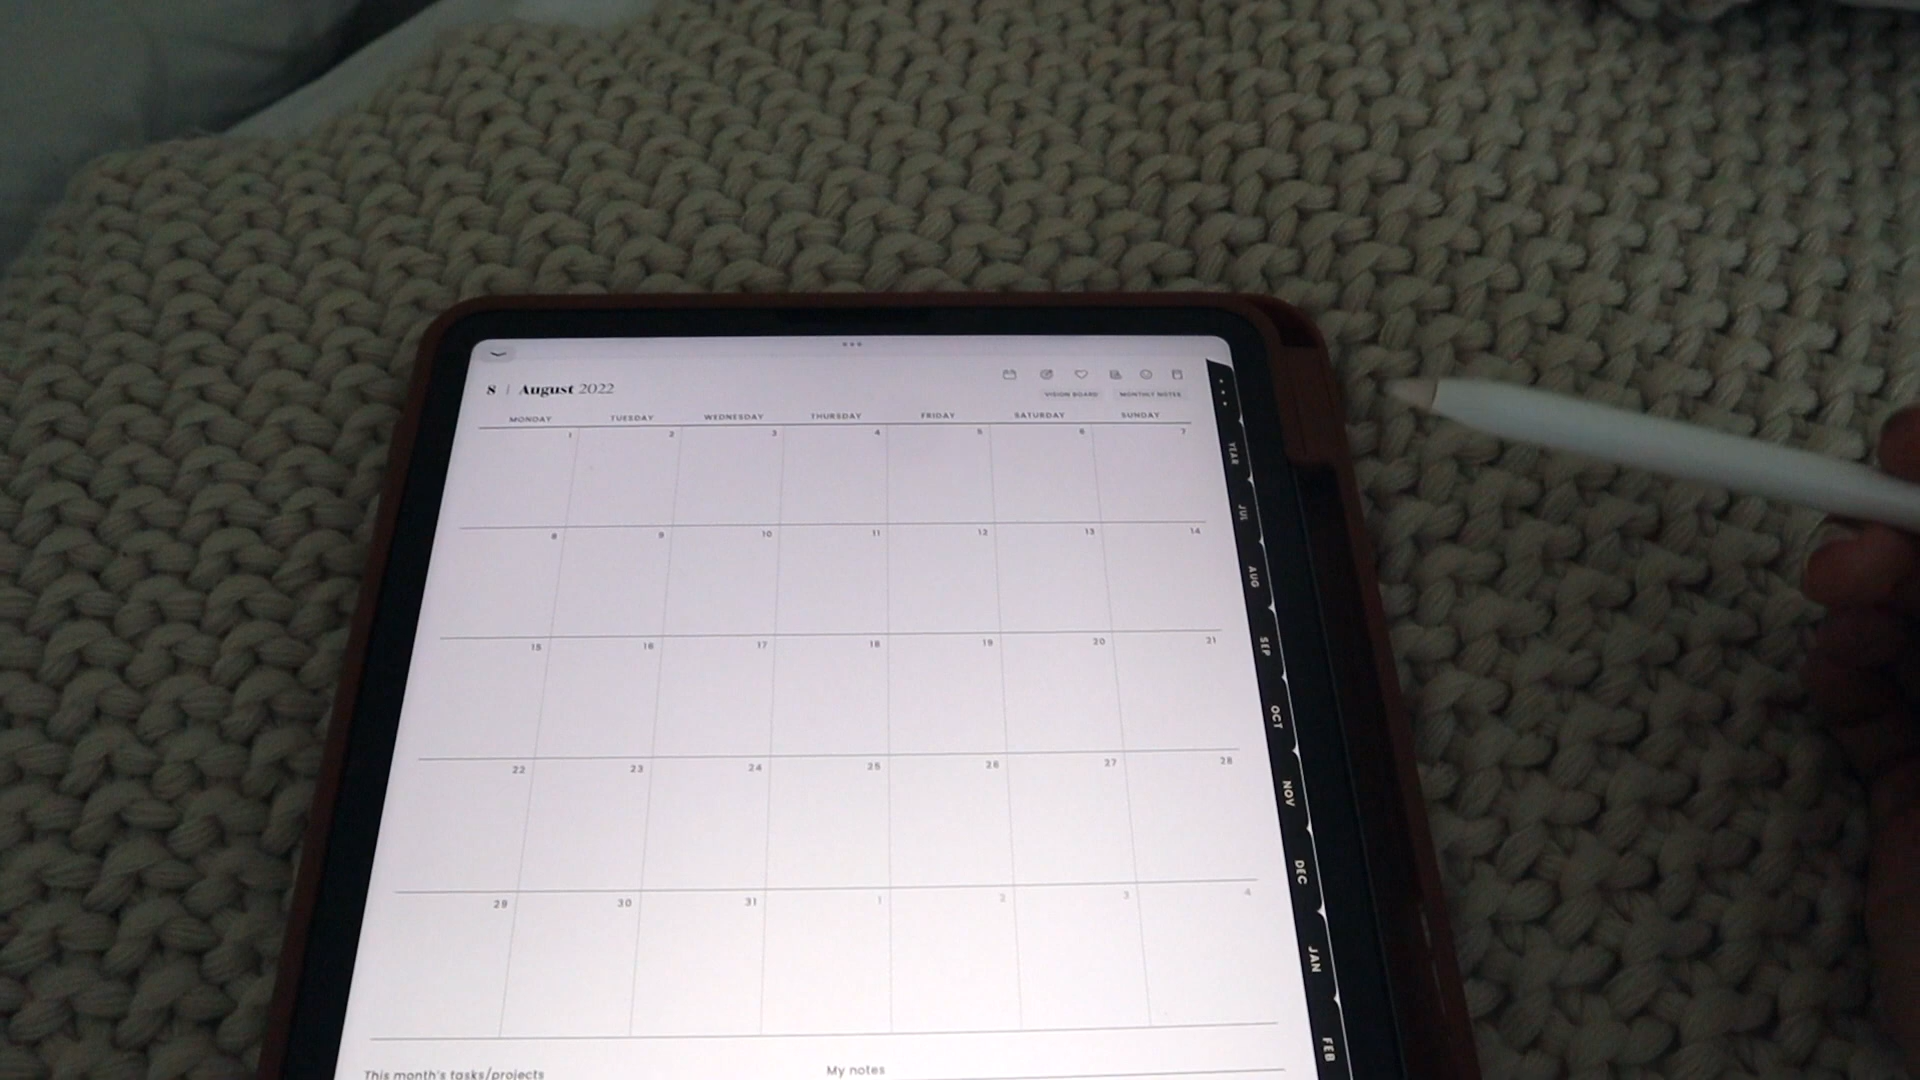 8 | August 2022
VISION BOARD MONTHLY NOTES
MONDAY TUESDAY WEDNESDAY THURSDAY FRIDAY SATURDAY SUNDAY
1 2 3 4 5 6 7
8 9 10 11 12 13 14
15 16 17 18 19 20 21
22 23 24 25 26 27 28
29 30 31 1 2 3 4
This month's tasks/projects
My notes
YEAR
JUL
AUG
SEP
OCT
NOV
DEC
JAN
FEB